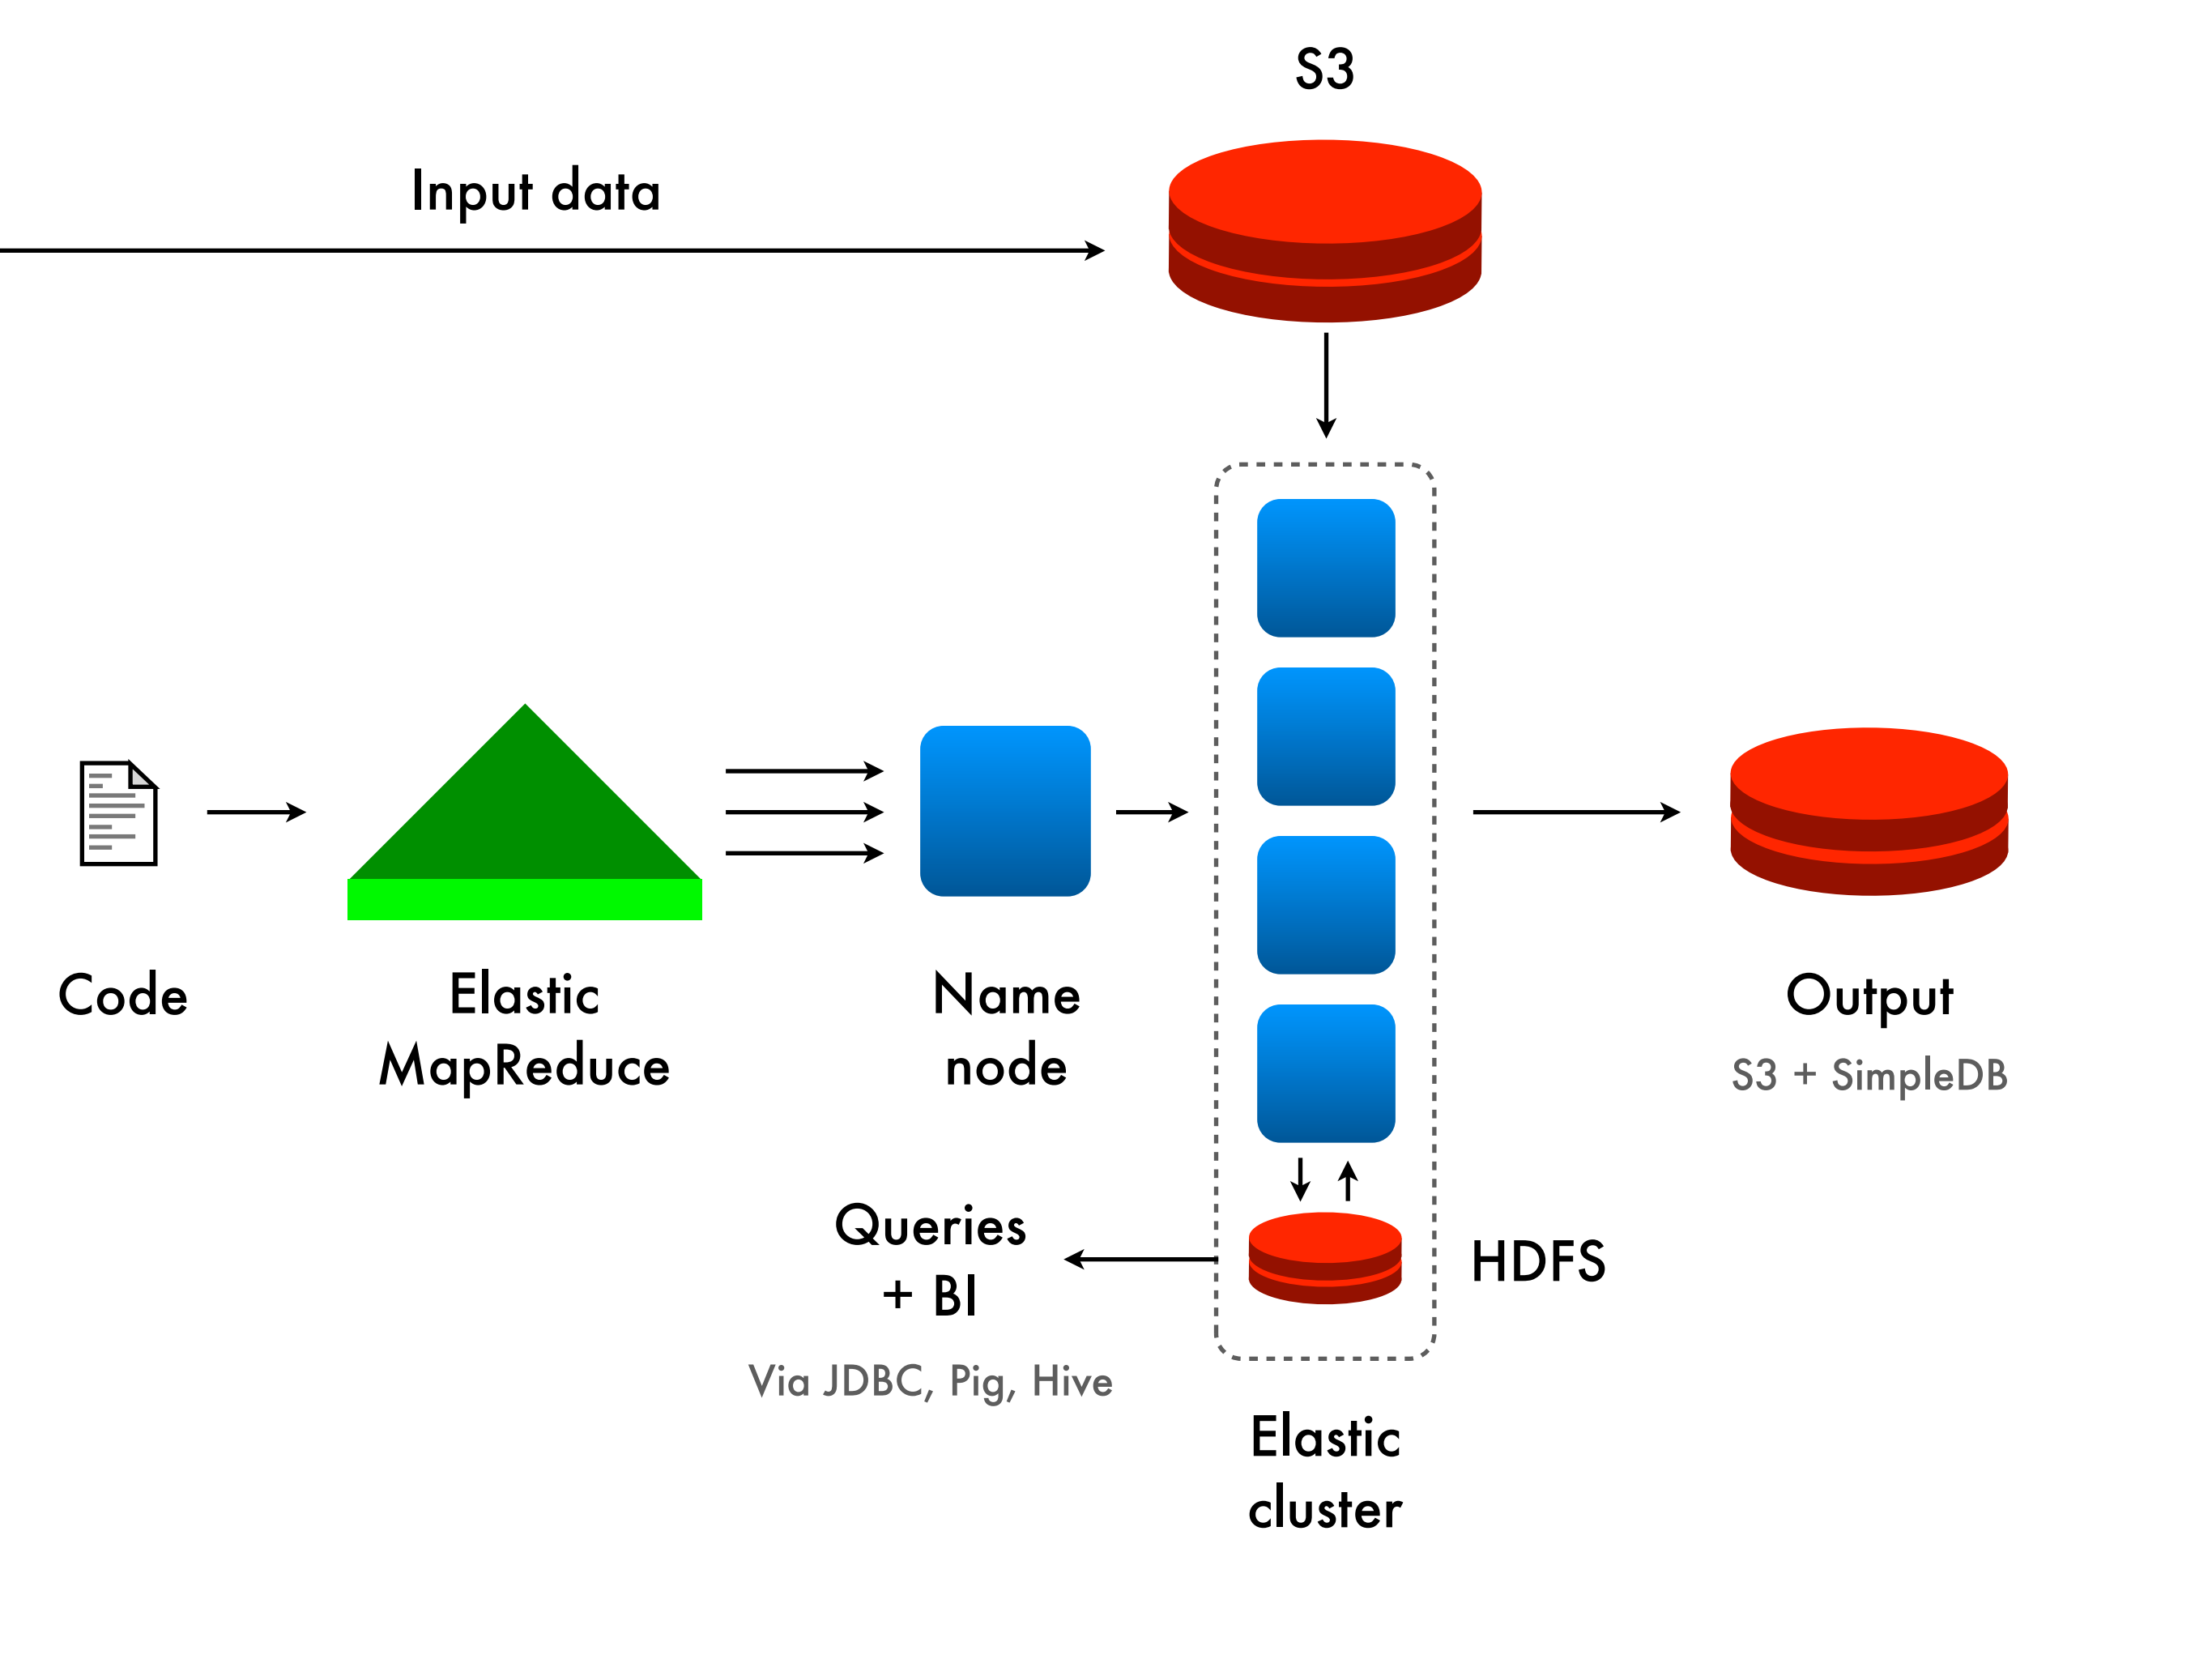 S3
Input data
Code
Elastic
MapReduce
Name
node
Output
S3 + SimpleDB
Queries
+ BI
Via JDBC, Pig, Hive
HDFS
Elastic
cluster